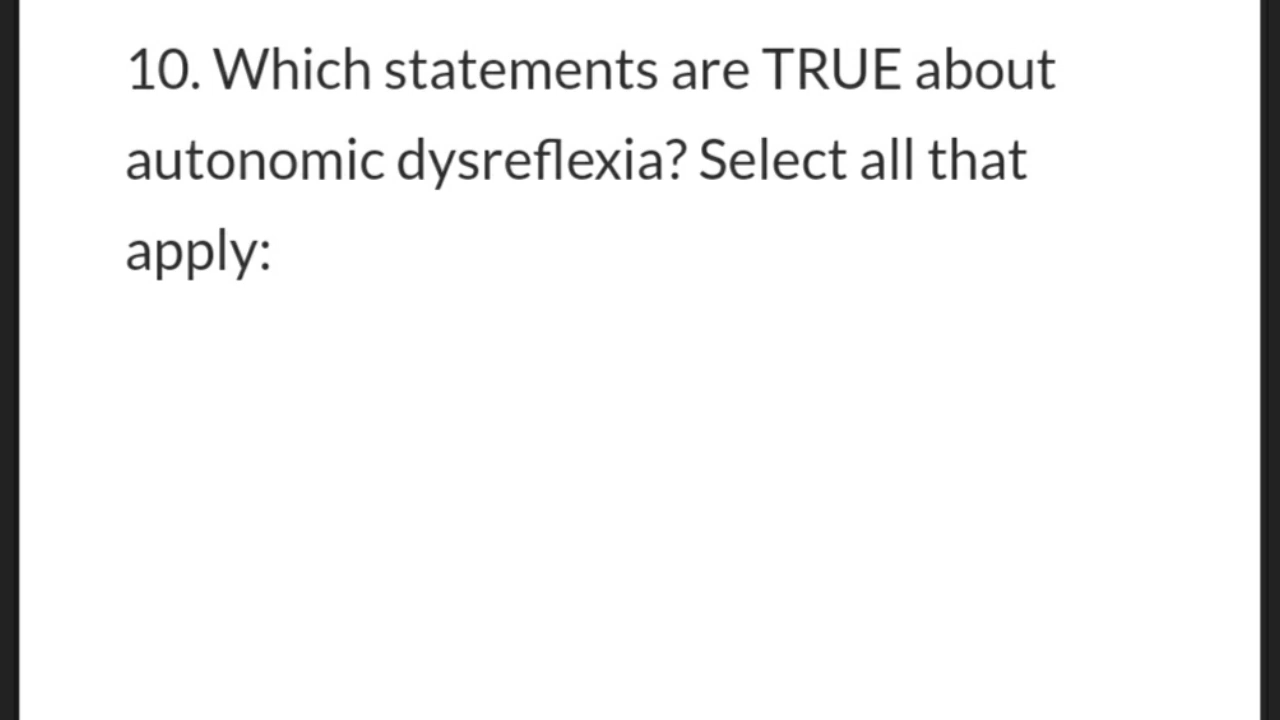 10. Which statements are TRUE about
autonomic dysreflexia? Select all that
apply: